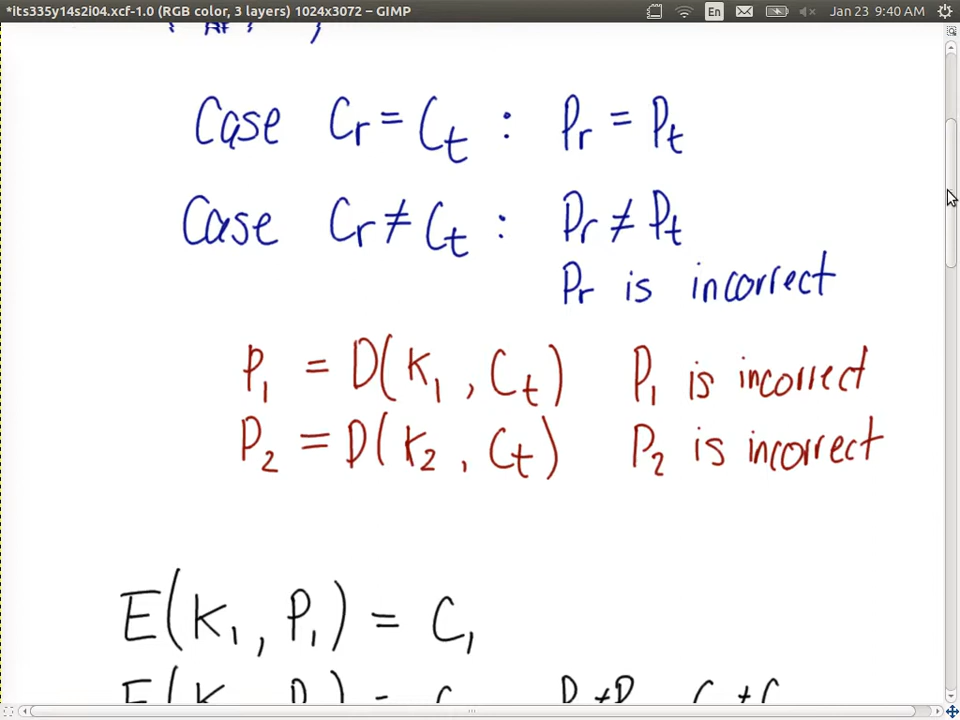 *its335y14s2i04.xcf-1.0 (RGB color, 3 layers) 1024x3072 – GIMP
En
Jan 23 9:40 AM
Case Cr = Ct : Pr = Pt
Case Cr ≠ Ct : Pr ≠ Pt
Pr is incorrect
P1 = D(K1, Ct) P1 is incorrect
P2 = D(K2, Ct) P2 is incorrect
E(K1, P1) = C1